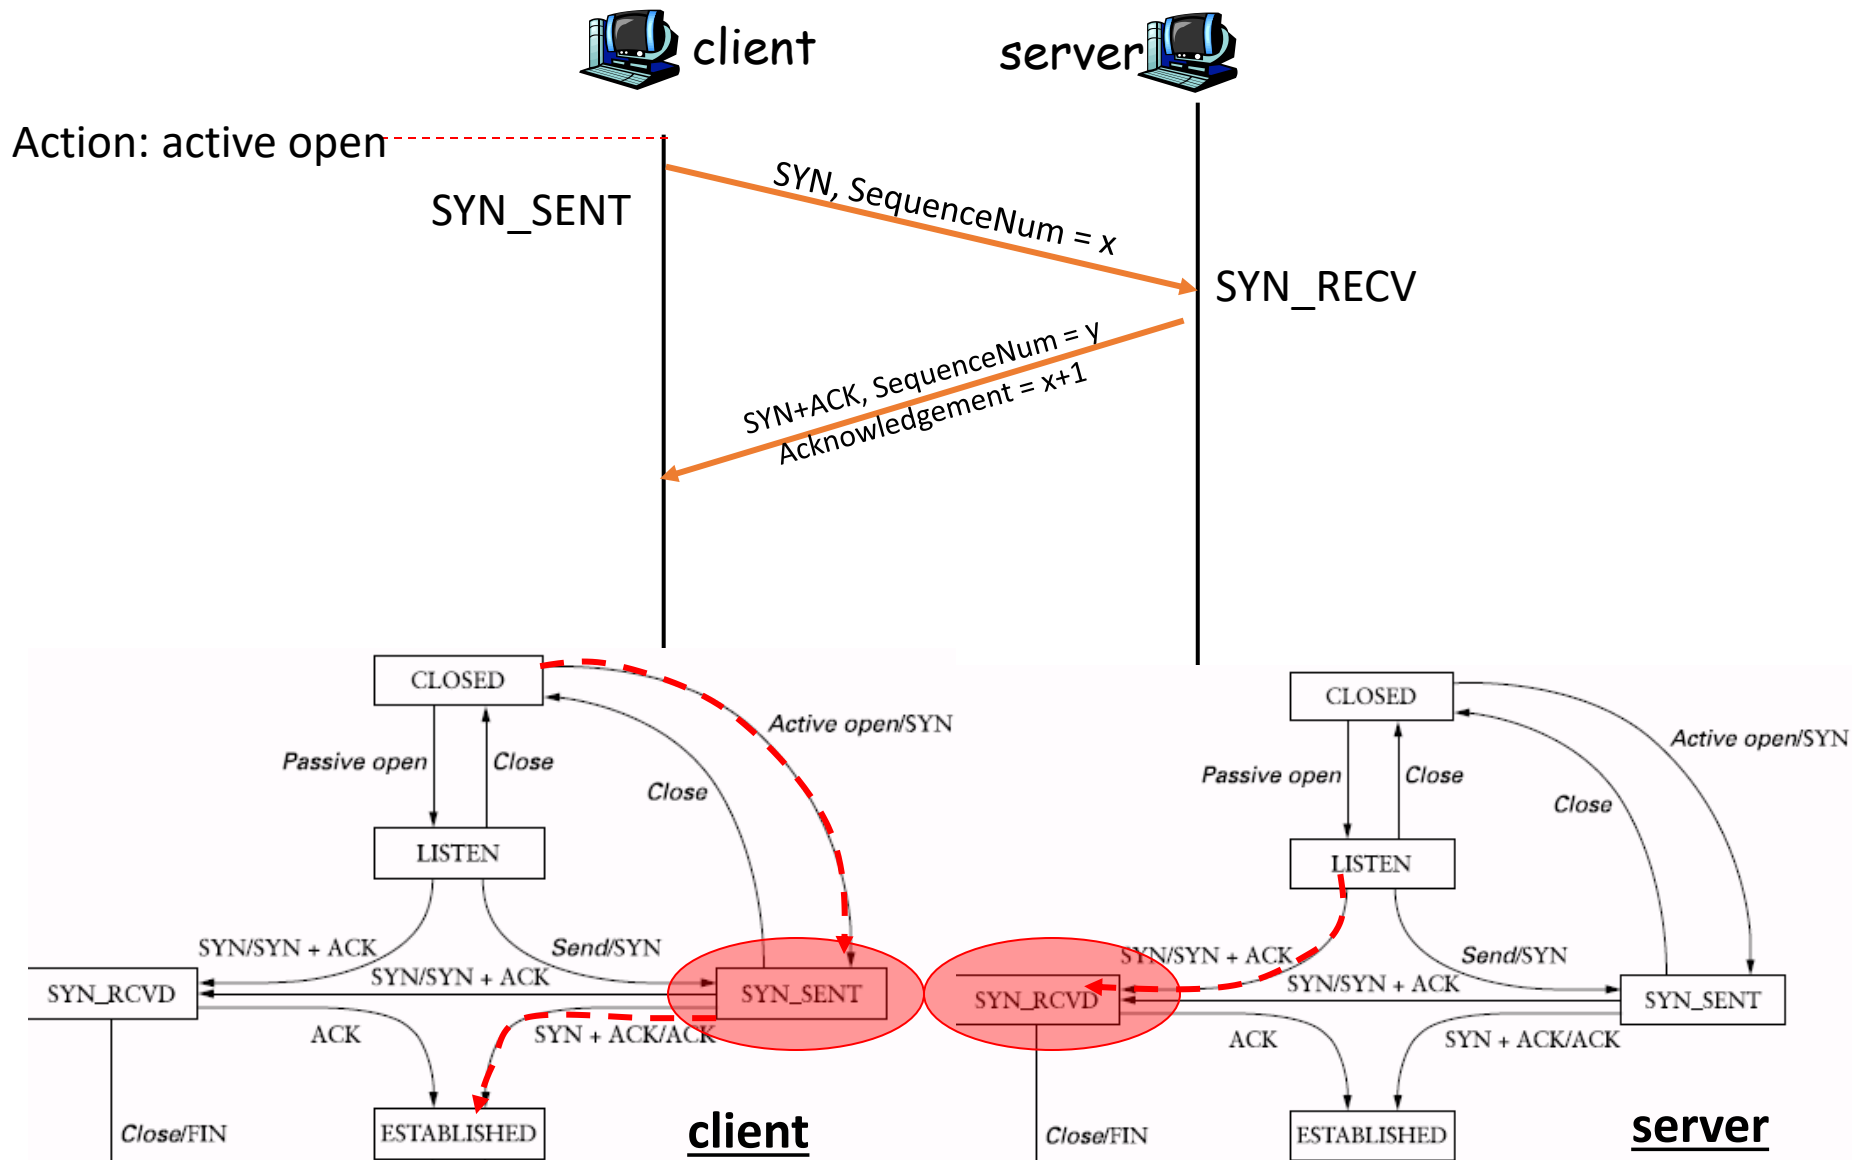 client
server
Action: active open
SYN_SENT
SYN, SequenceNum = x
SYN_RECV
SYN+ACK, SequenceNum = y
Acknowledgement = x+1
CLOSED
Active open/SYN
Passive open
Close
Close
LISTEN
SYN/SYN + ACK
Send/SYN
SYN/SYN + ACK
SYN_RCVD
SYN_SENT
ACK
SYN + ACK/ACK
Close/FIN
ESTABLISHED
client
CLOSED
Active open/SYN
Passive open
Close
Close
LISTEN
SYN/SYN + ACK
Send/SYN
SYN/SYN + ACK
SYN_RCVD
SYN_SENT
ACK
SYN + ACK/ACK
Close/FIN
ESTABLISHED
server